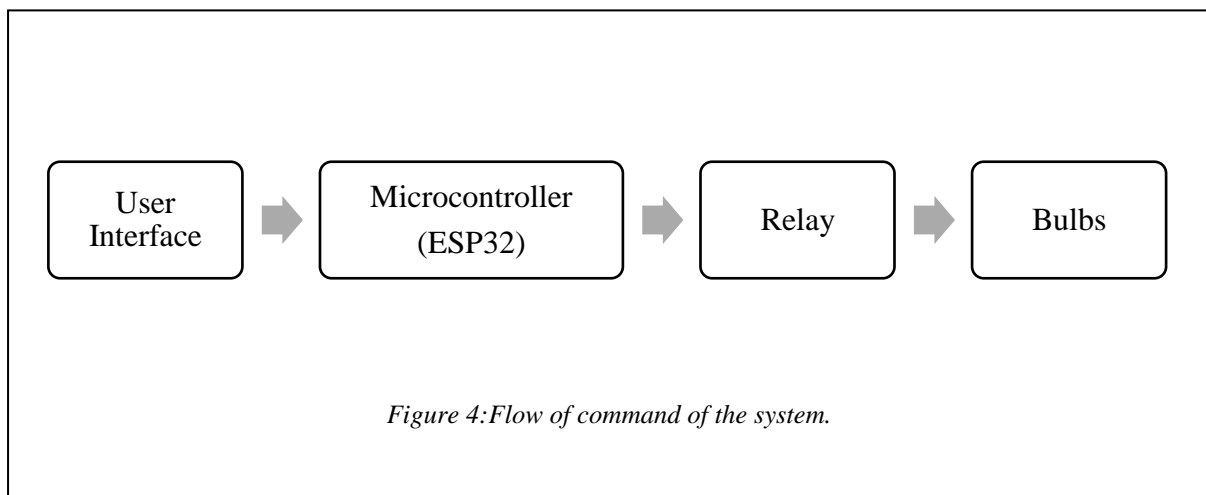 User
Interface
Microcontroller
(ESP32)
Relay
Bulbs
Figure 4:Flow of command of the system.